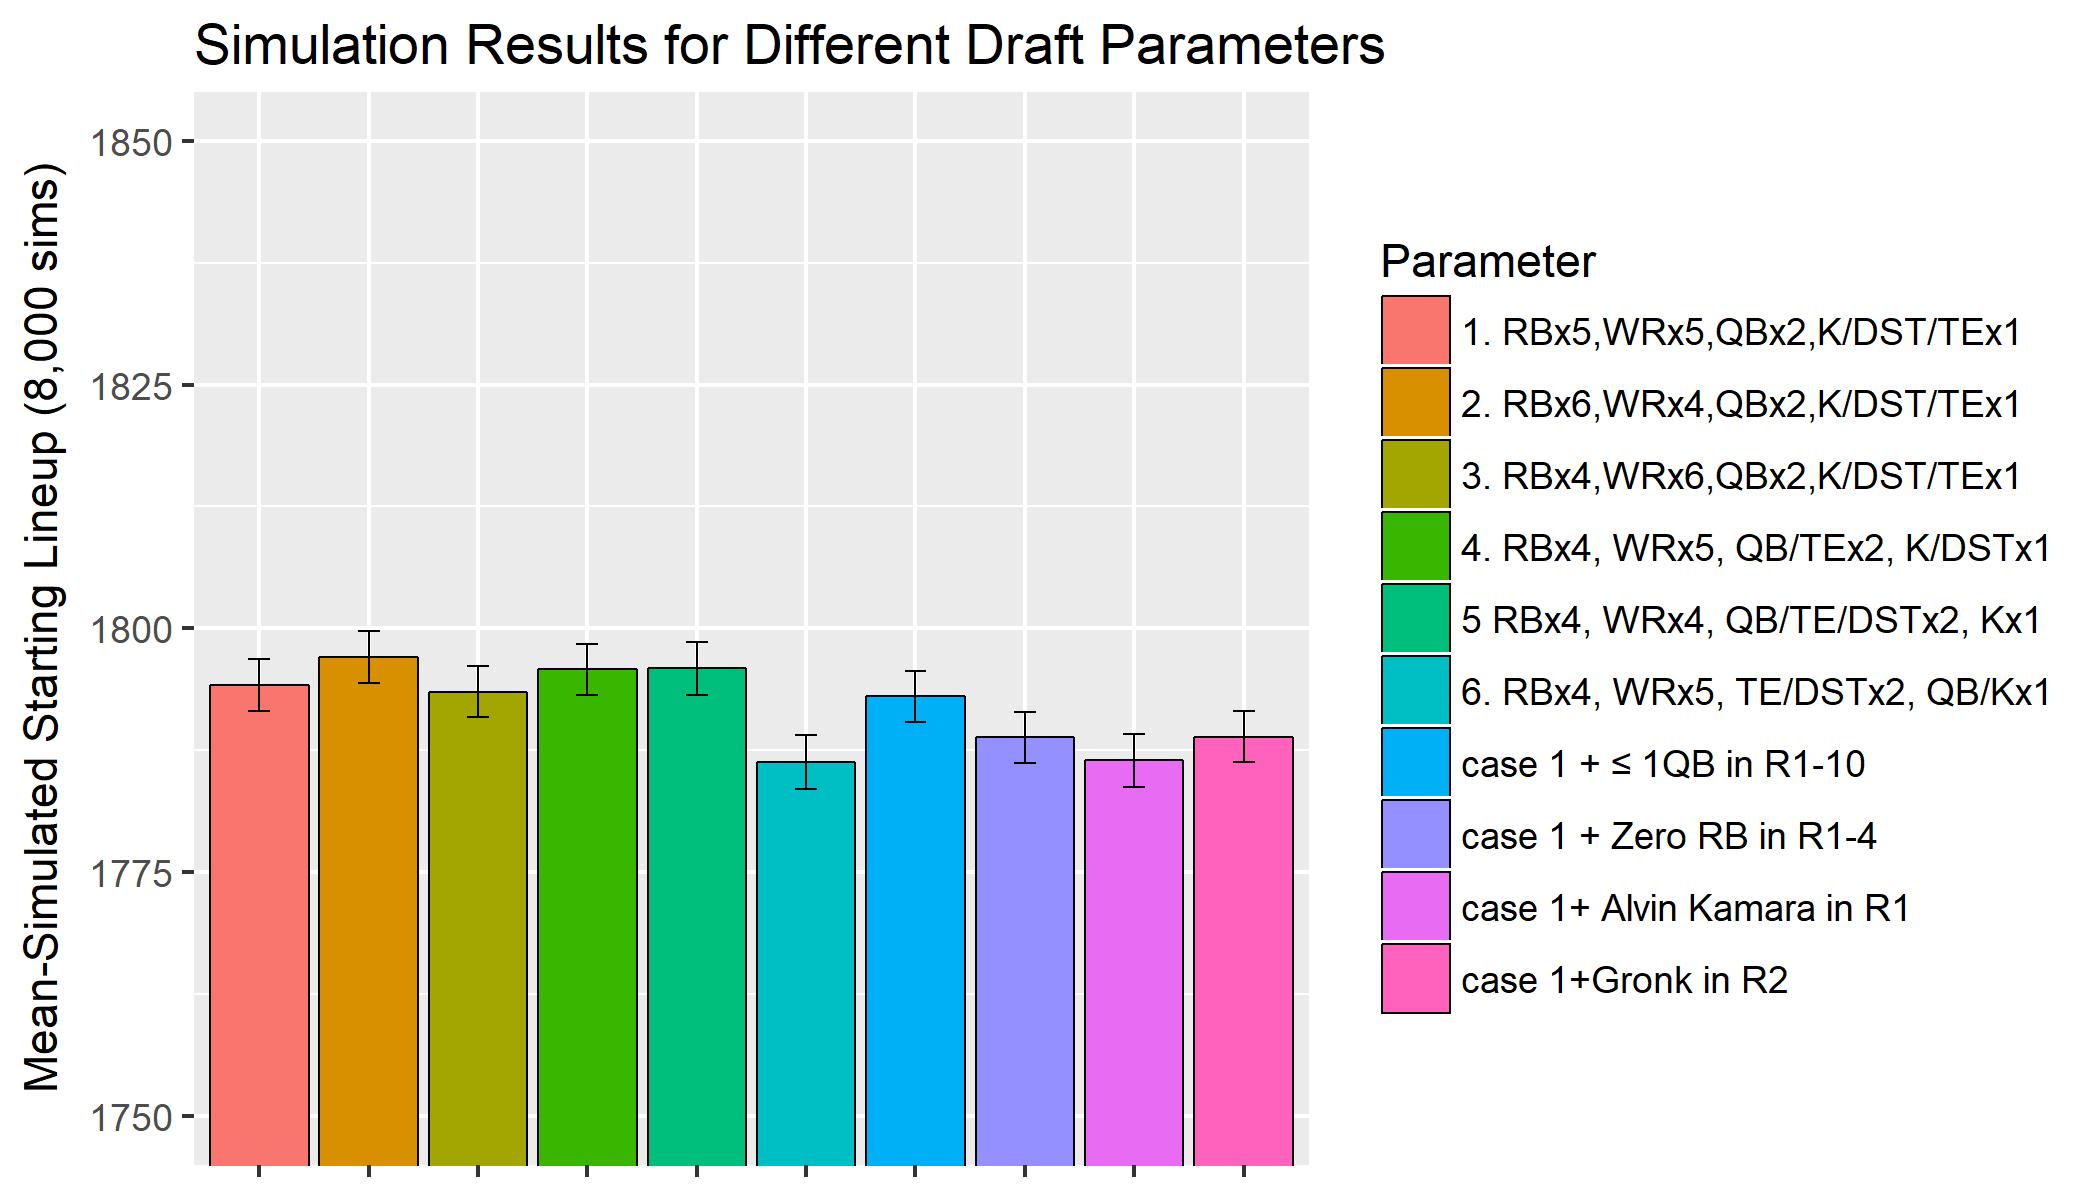 Simulation Results for Different Draft Parameters
Mean-Simulated Starting Lineup (8,000 sims)
1850
1825
1800
1775
1750
Parameter
1. RBx5,WRx5,QBx2,K/DST/TEx1
2. RBx6,WRx4,QBx2,K/DST/TEx1
3. RBx4,WRx6,QBx2,K/DST/TEx1
4. RBx4, WRx5, QB/TEx2, K/DSTx1
5 RBx4, WRx4, QB/TE/DSTx2, Kx1
6. RBx4, WRx5, TE/DSTx2, QB/Kx1
case 1 + ≤ 1QB in R1-10
case 1 + Zero RB in R1-4
case 1+ Alvin Kamara in R1
case 1+Gronk in R2